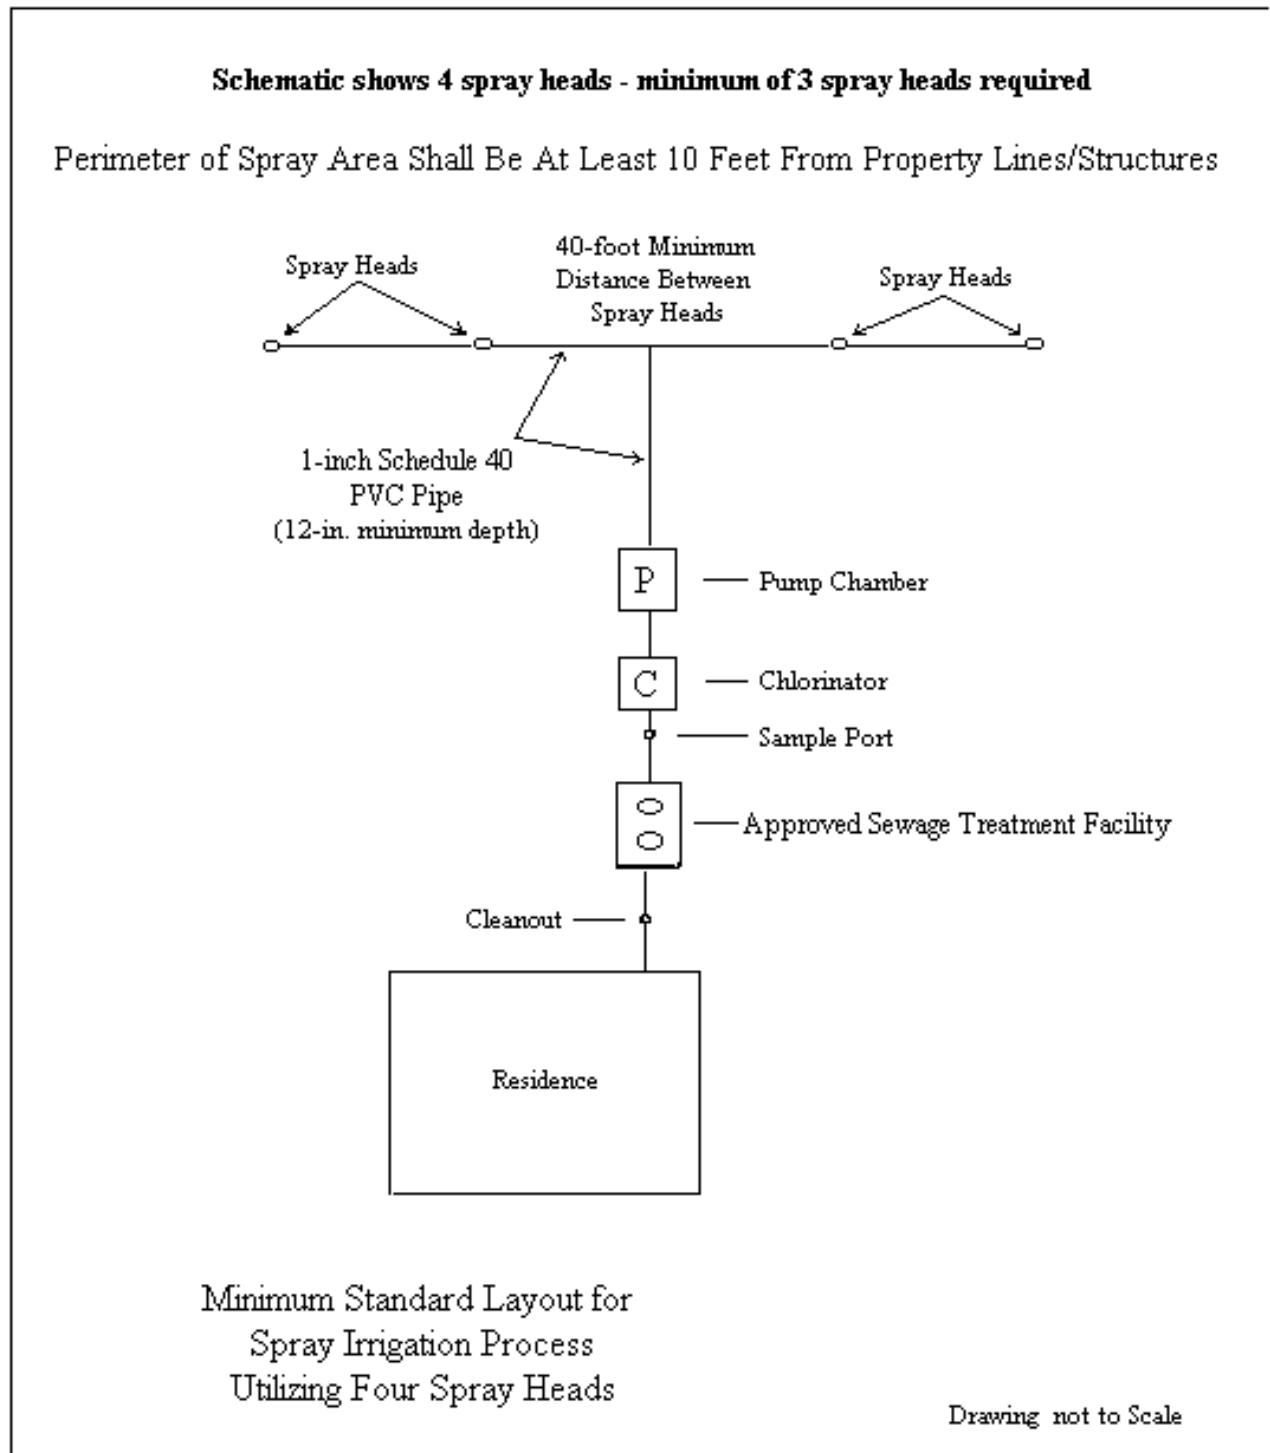 Schematic shows 4 spray heads - minimum of 3 spray heads required
Perimeter of Spray Area Shall Be At Least 10 Feet From Property Lines/Structures
Spray Heads
40-foot Minimum
Distance Between
Spray Heads
Spray Heads
1-inch Schedule 40
PVC Pipe
(12-in. minimum depth)
P
Pump Chamber
C
Chlorinator
Sample Port
Approved Sewage Treatment Facility
Cleanout
Residence
Minimum Standard Layout for
Spray Irrigation Process
Utilizing Four Spray Heads
Drawing not to Scale